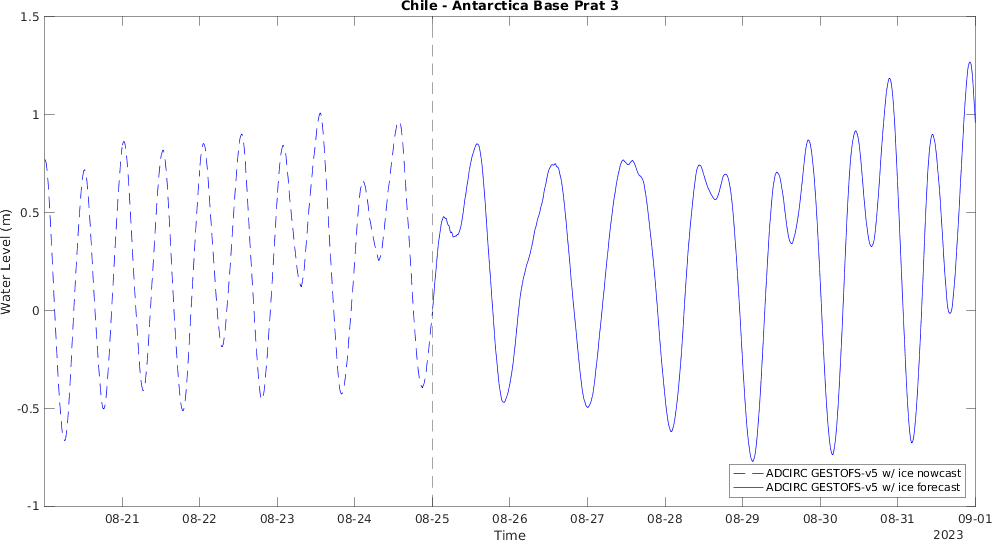 Chile - Antarctica Base Prat 3
1.5
1
0.5
0
-0.5
-1
Water Level (m)
ADCIRC GESTOFS-v5 w/ ice nowcast
ADCIRC GESTOFS-v5 w/ ice forecast
08-21 08-22 08-23 08-24 08-25 08-26 08-27 08-28 08-29 08-30 08-31 09-01
Time
2023